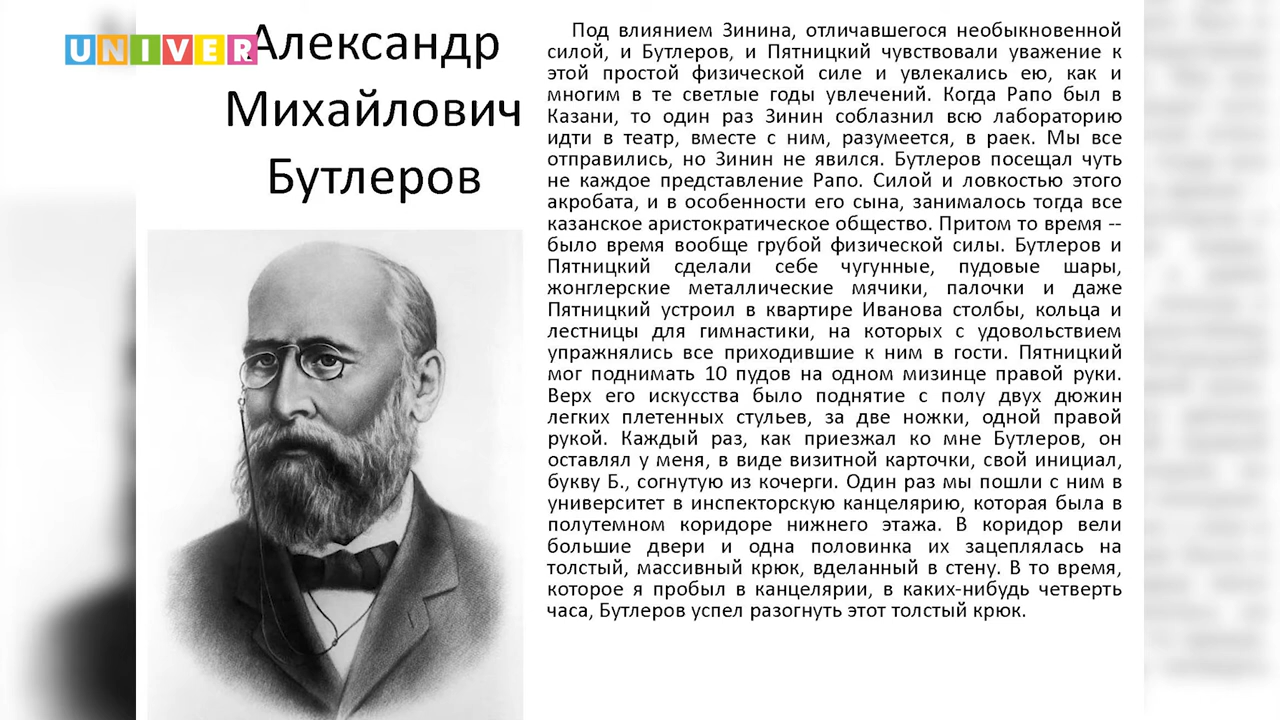 UNIVER
Александр
Михайлович
Бутлеров
Под влиянием Зинина, отличавшегося необыкновенной
силой, и Бутлеров, и Пятницкий чувствовали уважение к
этой простой физической силе и увлекались ею, как и
многим в те светлые годы увлечений. Когда Рапо был в
Казани, то один раз Зинин соблазнил всю лабораторию
идти в театр, вместе с ним, разумеется, в раек. Мы все
отправились, но Зинин не явился. Бутлеров посещал чуть
не каждое представление Рапо. Силой и ловкостью этого
акробата, и в особенности его сына, занималось тогда все
казанское аристократическое общество. Притом то время --
было время вообще грубой физической силы. Бутлеров и
Пятницкий сделали себе чугунные, пудовые шары,
жонглерские металлические мячики, палочки и даже
Пятницкий устроил в квартире Иванова столбы, кольца и
лестницы для гимнастики, на которых с удовольствием
упражнялись все приходившие к ним в гости. Пятницкий
мог поднимать 10 пудов на одном мизинце правой руки.
Верх его искусства было поднятие с полу двух дюжин
легких плетенных стульев, за две ножки, одной правой
рукой. Каждый раз, как приезжал ко мне Бутлеров, он
оставлял у меня, в виде визитной карточки, свой инициал,
букву Б., согнутую из кочерги. Один раз мы пошли с ним в
университет в инспекторскую канцелярию, которая была в
полутемном коридоре нижнего этажа. В коридор вели
большие двери и одна половинка их зацеплялась на
толстый, массивный крюк, вделанный в стену. В то время,
которое я пробыл в канцелярии, в каких-нибудь четверть
часа, Бутлеров успел разогнуть этот толстый крюк.